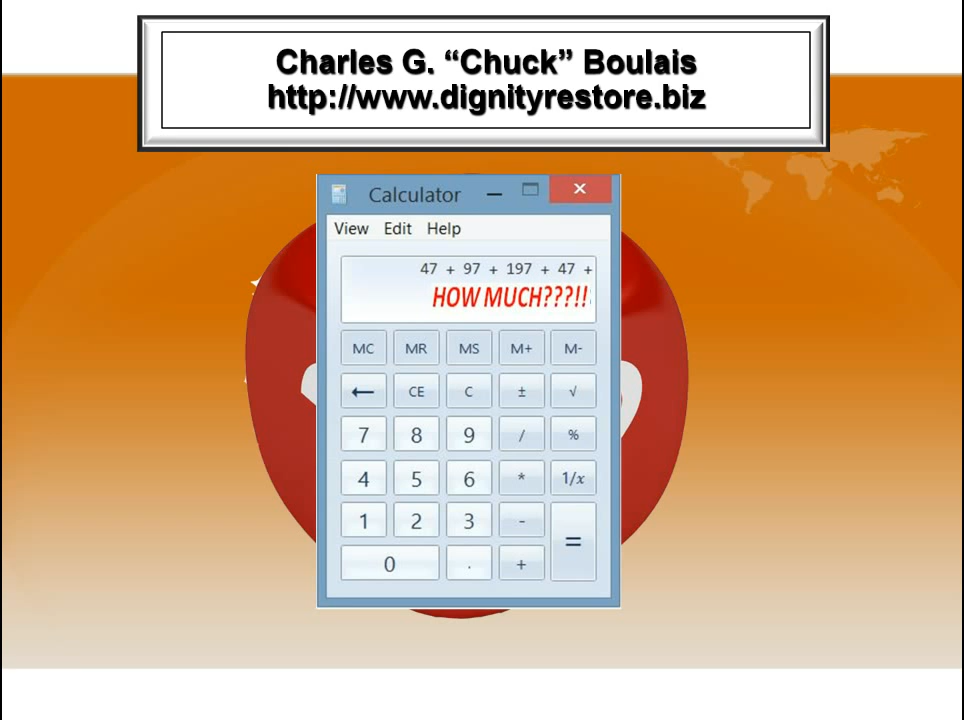 Charles G. “Chuck” Boulais
http://www.dignityrestore.biz
Calculator
View Edit Help
47 + 97 + 197 + 47 +
HOW MUCH???!!
MC MR MS M+ M-
← CE C ± √
7 8 9 / %
4 5 6 * 1/x
1 2 3 - =
0 . +